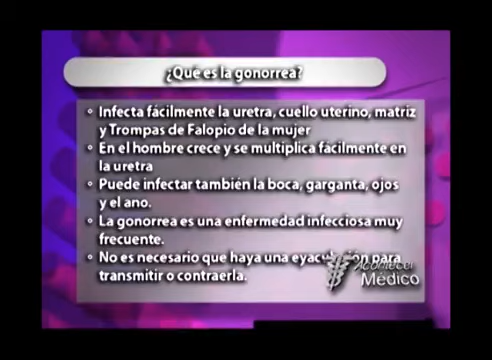 ¿Qué es la gonorrea?
• Infecta fácilmente la uretra, cuello uterino, matriz
y Trompas de Falopio de la mujer
• En el hombre crece y se multiplica fácilmente en
la uretra
• Puede infectar también la boca, garganta, ojos
y el ano.
• La gonorrea es una enfermedad infecciosa muy
frecuente.
• No es necesario que haya una eyaculación para
transmitir o contraerla.
Acontecer
Médico